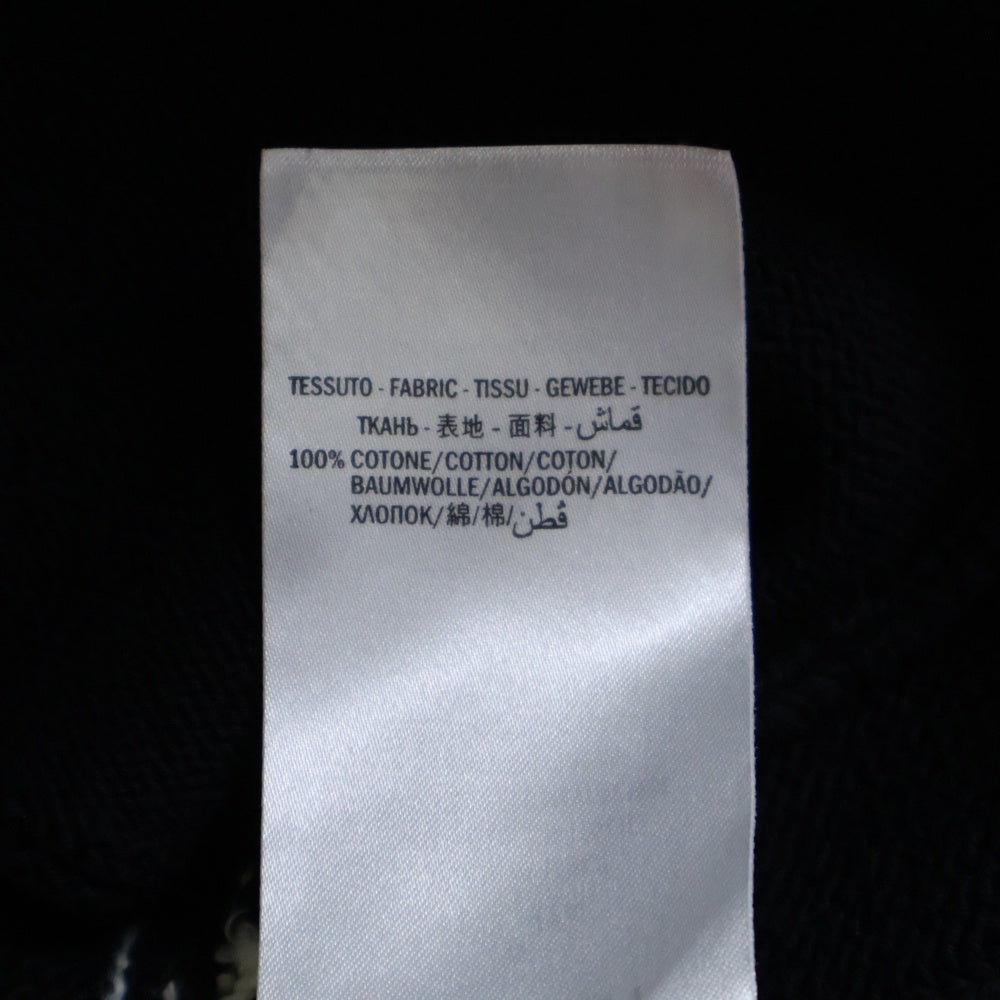 TESSUTO - FABRIC - TISSU - GEWEBE - TECIDO
ТКАНЬ - 表地 - 面料 - قماش
100% COTONE/COTTON/COTON/
BAUMWOLLE/ALGODÓN/ALGODÃO/
ХЛОПОК/綿/棉/قطن